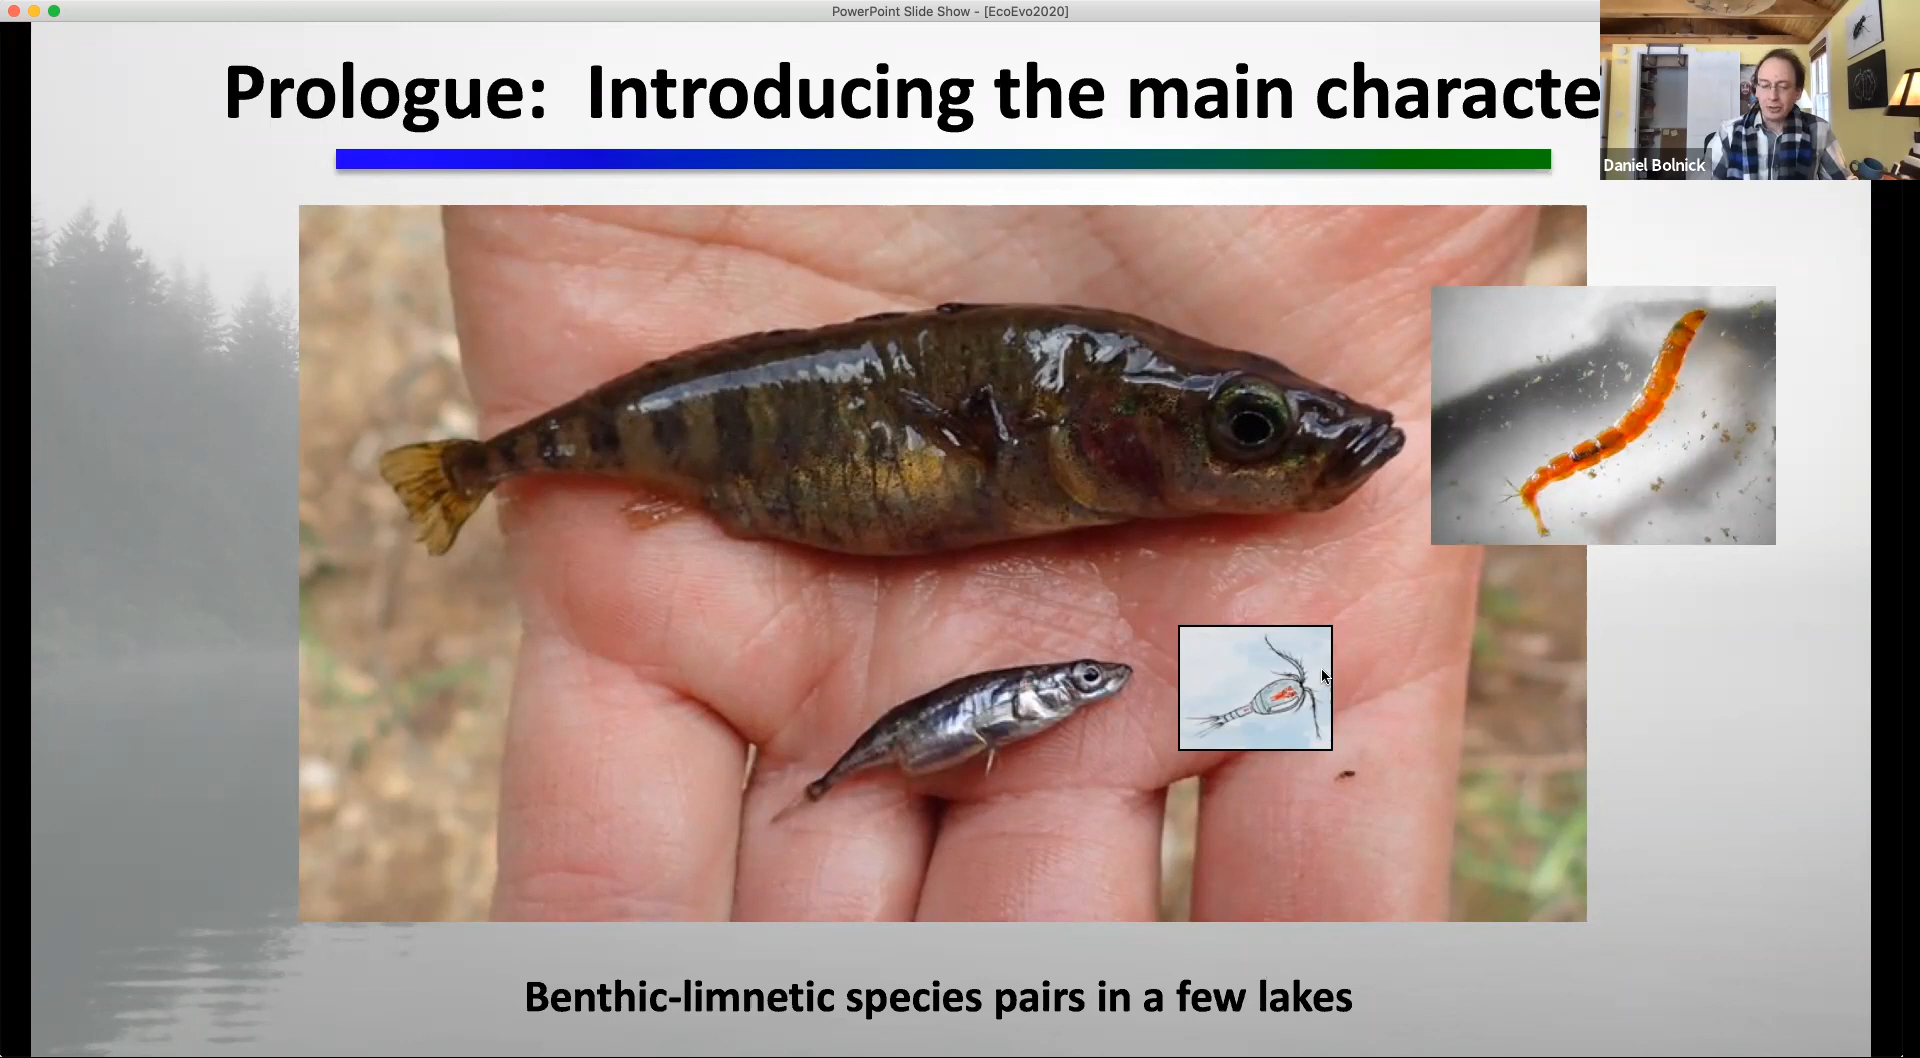 PowerPoint Slide Show - [EcoEvo2020]
Prologue: Introducing the main characte
Daniel Bolnick
Benthic-limnetic species pairs in a few lakes